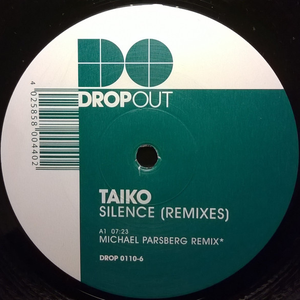 DO
DROPOUT
4 025858 004402
TAIKO
SILENCE (REMIXES)
A1 07:23
MICHAEL PARSBERG REMIX*
DROP 0110-6